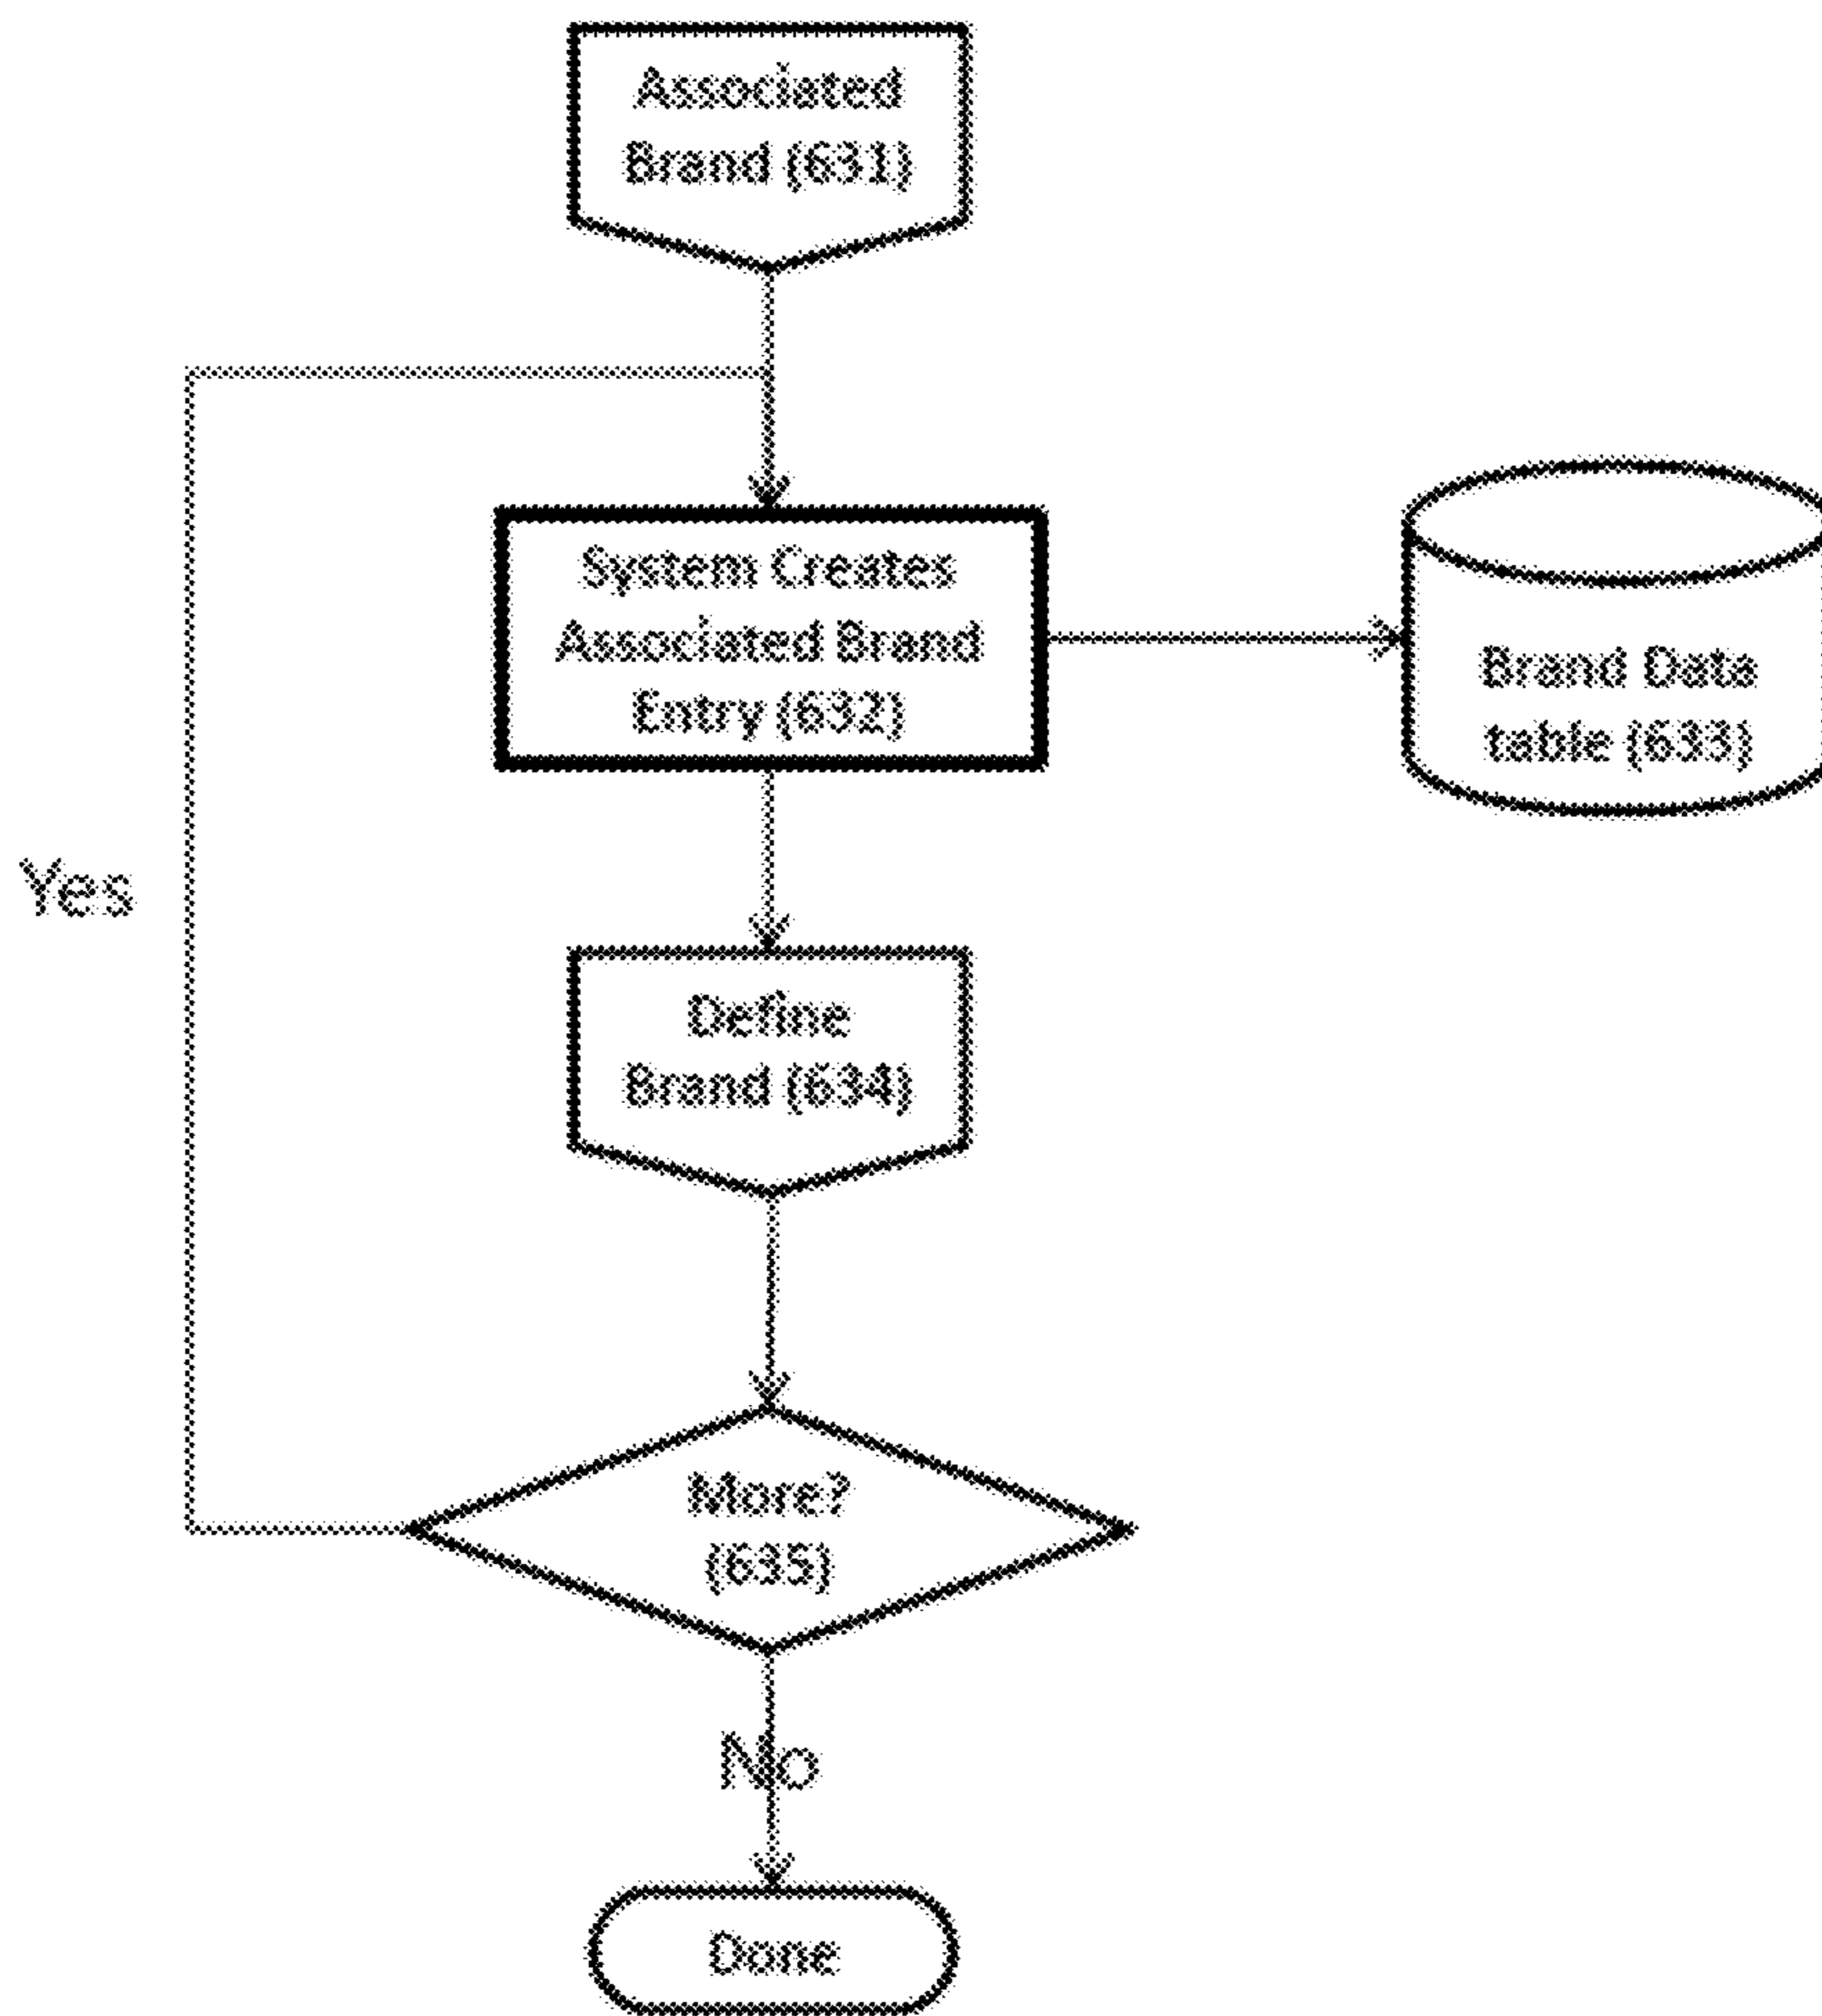 Associated
Brand (631)
System Creates
Associated Brand
Entry (632)
Brand Data
table (633)
Yes
Define
Brand (634)
More?
(635)
No
Done